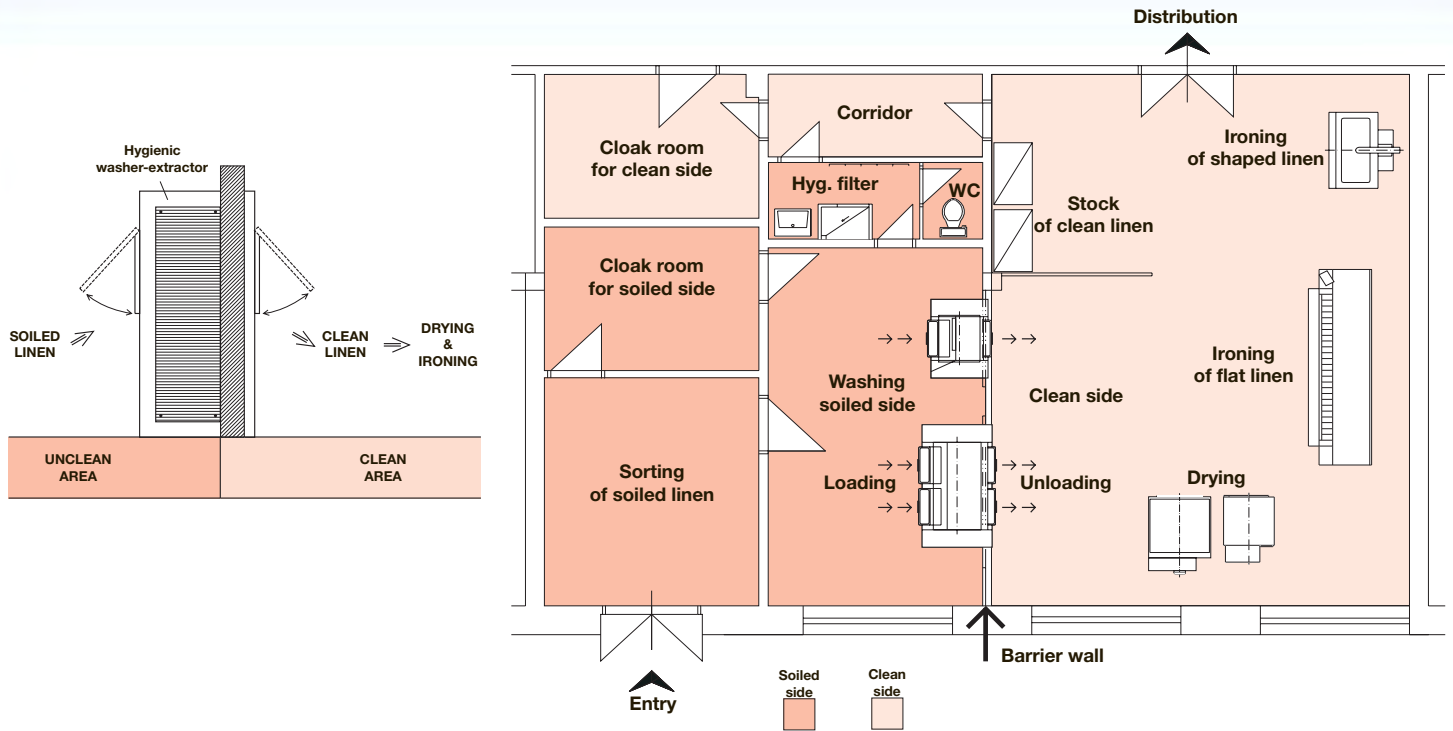 Hygienic
washer-extractor
SOILED
LINEN
CLEAN
LINEN
DRYING
&
IRONING
UNCLEAN
AREA
CLEAN
AREA
Distribution
Cloak room
for clean side
Corridor
Hyg. filter
WC
Stock
of clean linen
Ironing
of shaped linen
Cloak room
for soiled side
Washing
soiled side
Clean side
Ironing
of flat linen
Sorting
of soiled linen
Loading
Unloading
Drying
Barrier wall
Entry
Soiled
side
Clean
side